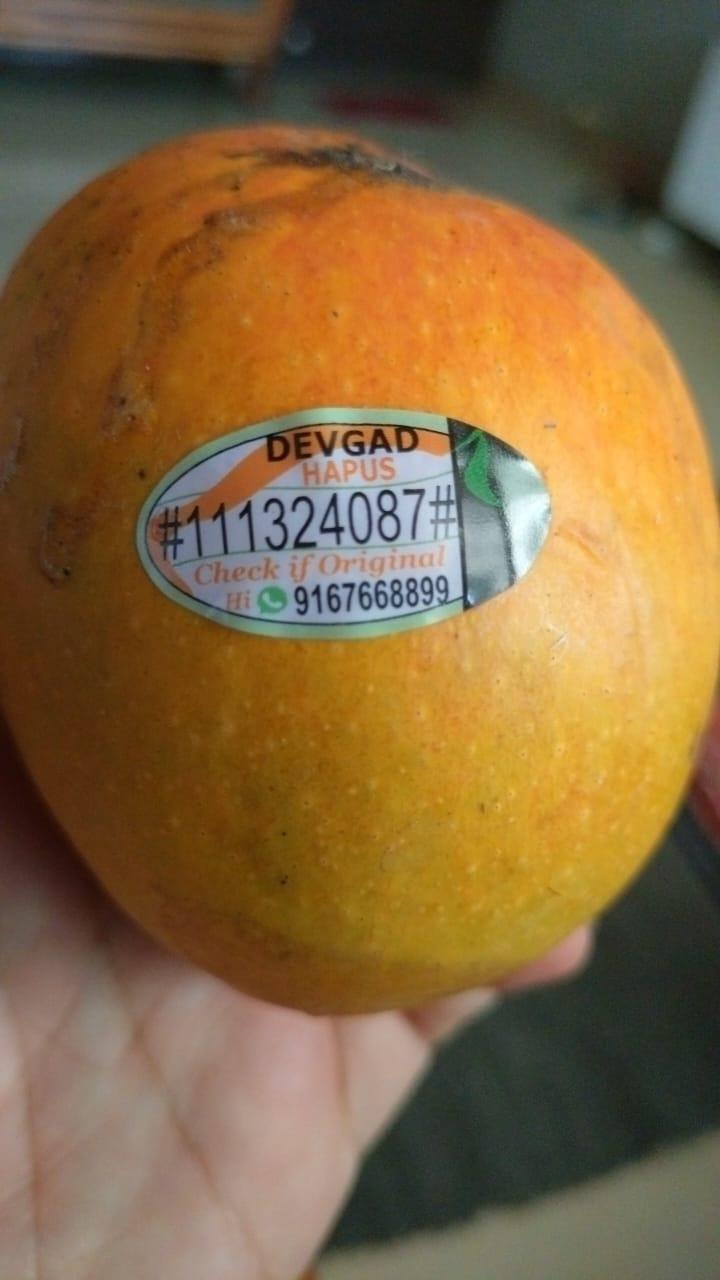 DEVGAD
HAPUS
#111324087#
Check if Original
Hi 9167668899